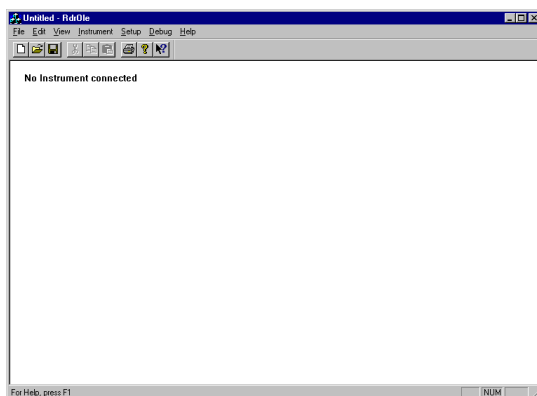 Untitled - RdrOle
File Edit View Instrument Setup Debug Help
No Instrument connected
For Help, press F1
NUM